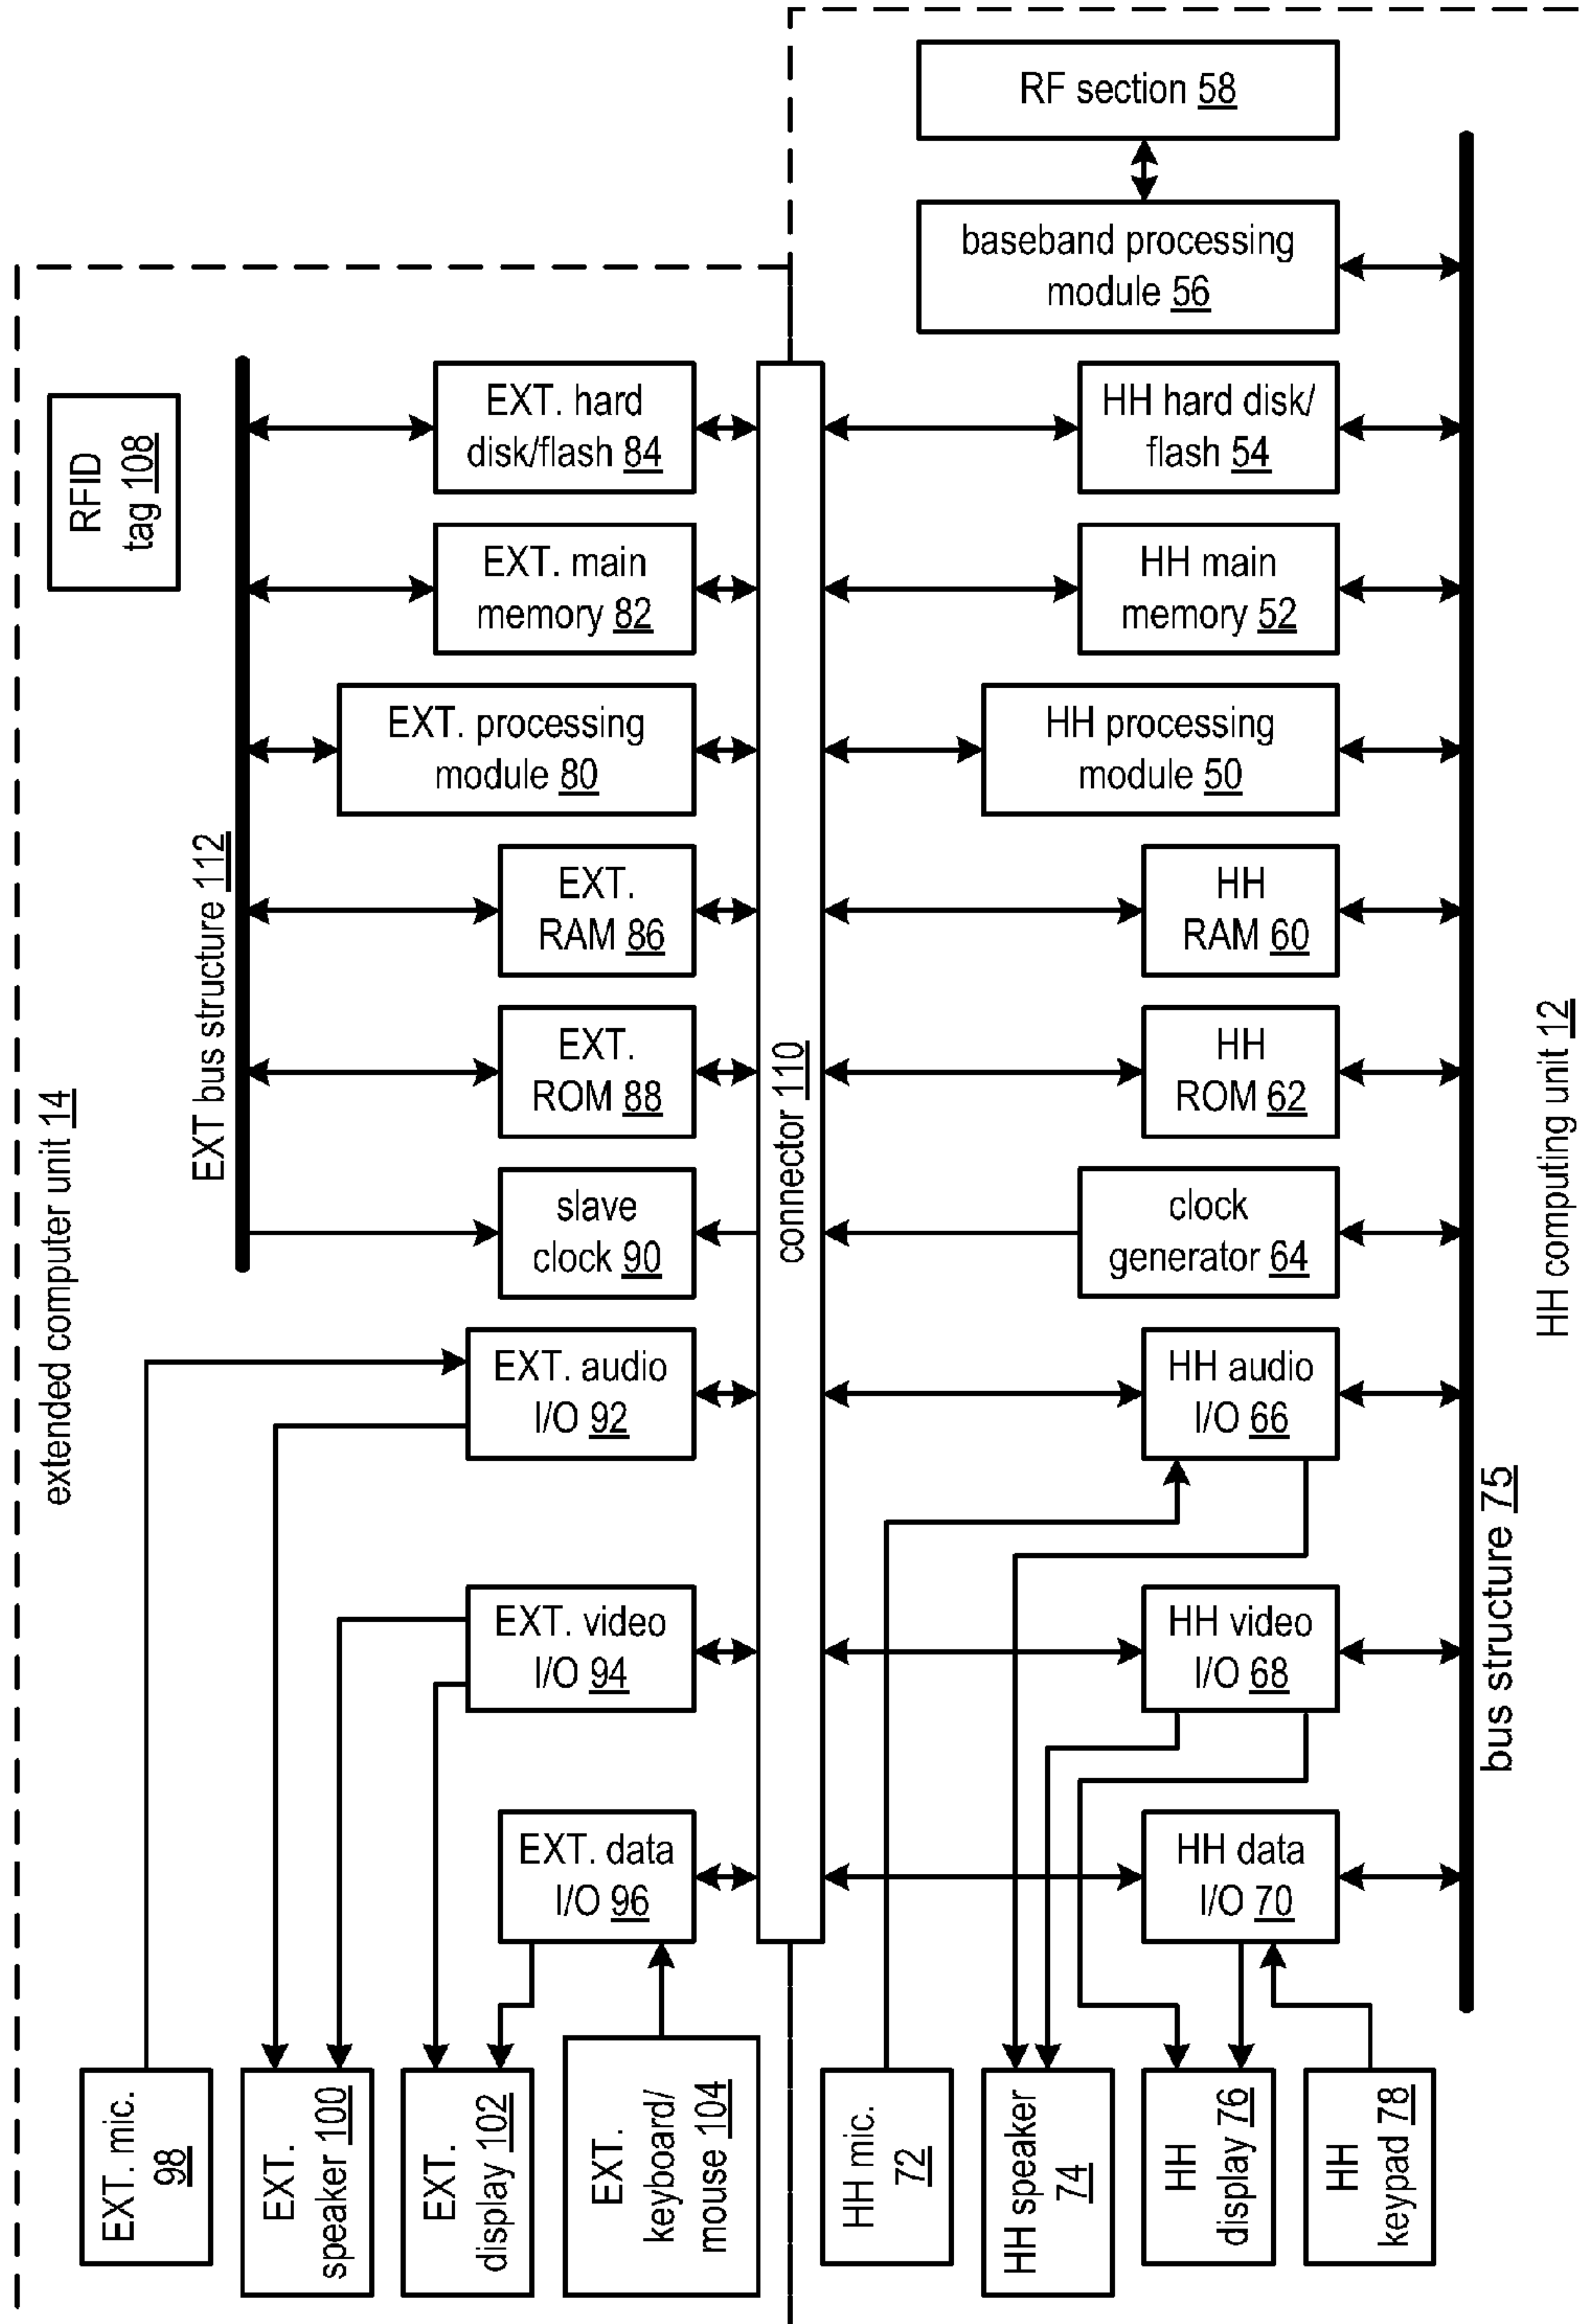 RF section 58
baseband processing
module 56
extended computer unit 14
RFID
tag 108
EXT bus structure 112
EXT. hard
disk/flash 84
EXT. main
memory 82
EXT. processing
module 80
EXT.
RAM 86
EXT.
ROM 88
slave
clock 90
EXT. audio
I/O 92
EXT. video
I/O 94
EXT. data
I/O 96
EXT. mic.
98
EXT.
speaker 100
EXT.
display 102
EXT.
keyboard/
mouse 104
connector 110
HH hard disk/
flash 54
HH main
memory 52
HH processing
module 50
HH
RAM 60
HH
ROM 62
clock
generator 64
HH audio
I/O 66
HH video
I/O 68
HH data
I/O 70
HH mic.
72
HH speaker
74
HH
display 76
HH
keypad 78
bus structure 75
HH computing unit 12